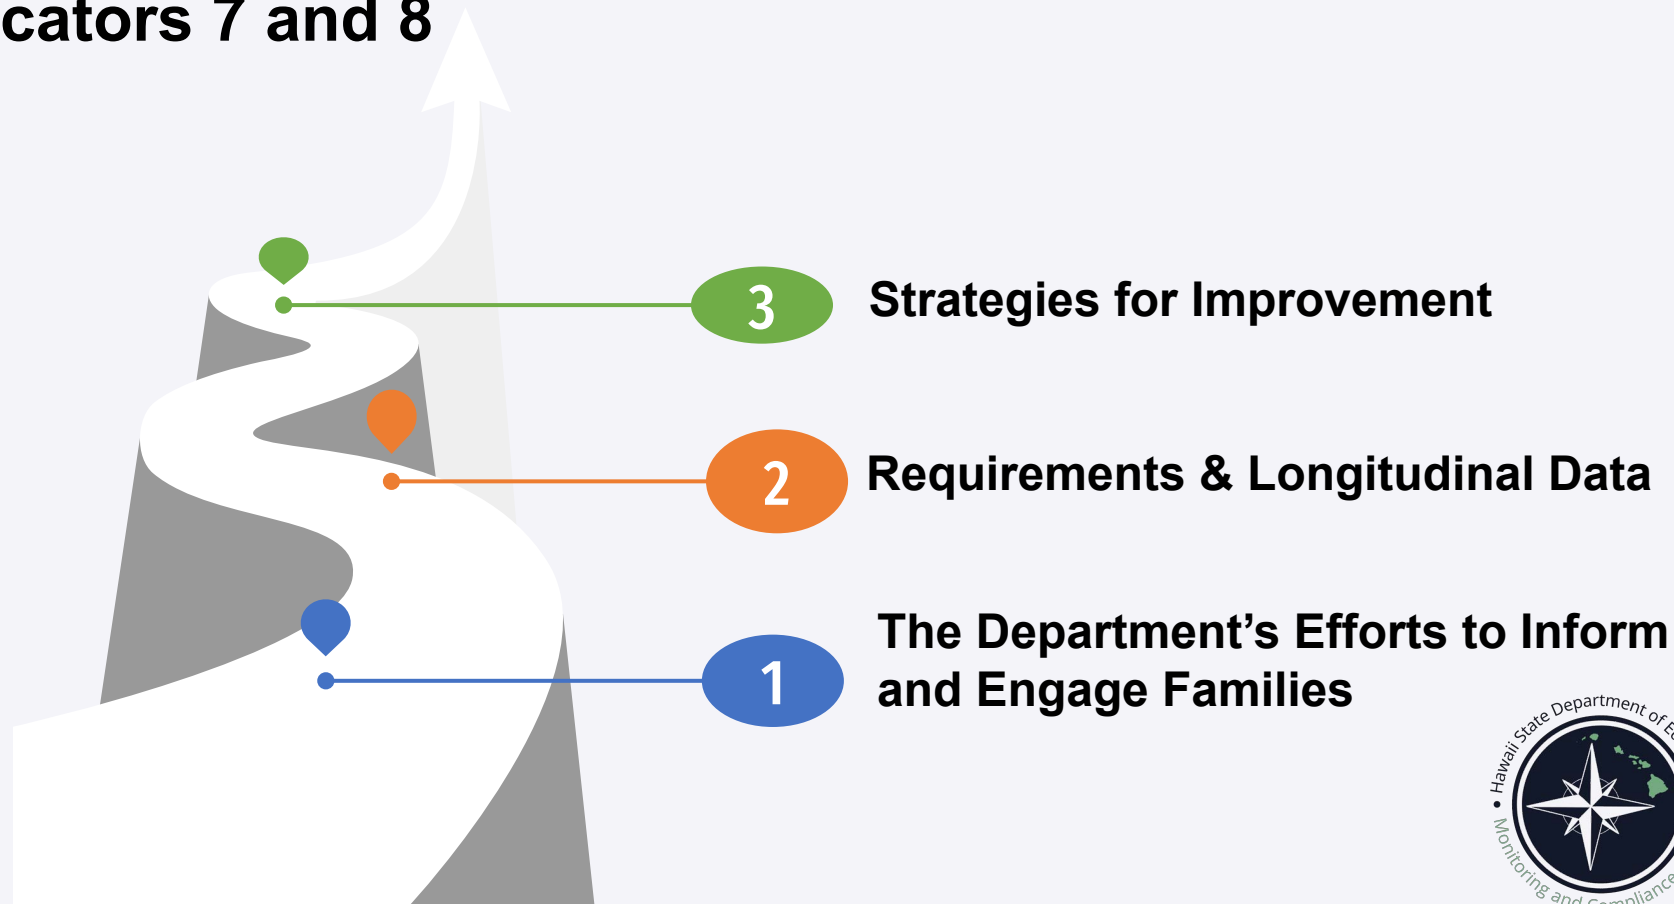 cators 7 and 8
3 Strategies for Improvement
2 Requirements & Longitudinal Data
1 The Department’s Efforts to Inform
and Engage Families
• Hawaii State Department of
Monitoring and Compliance